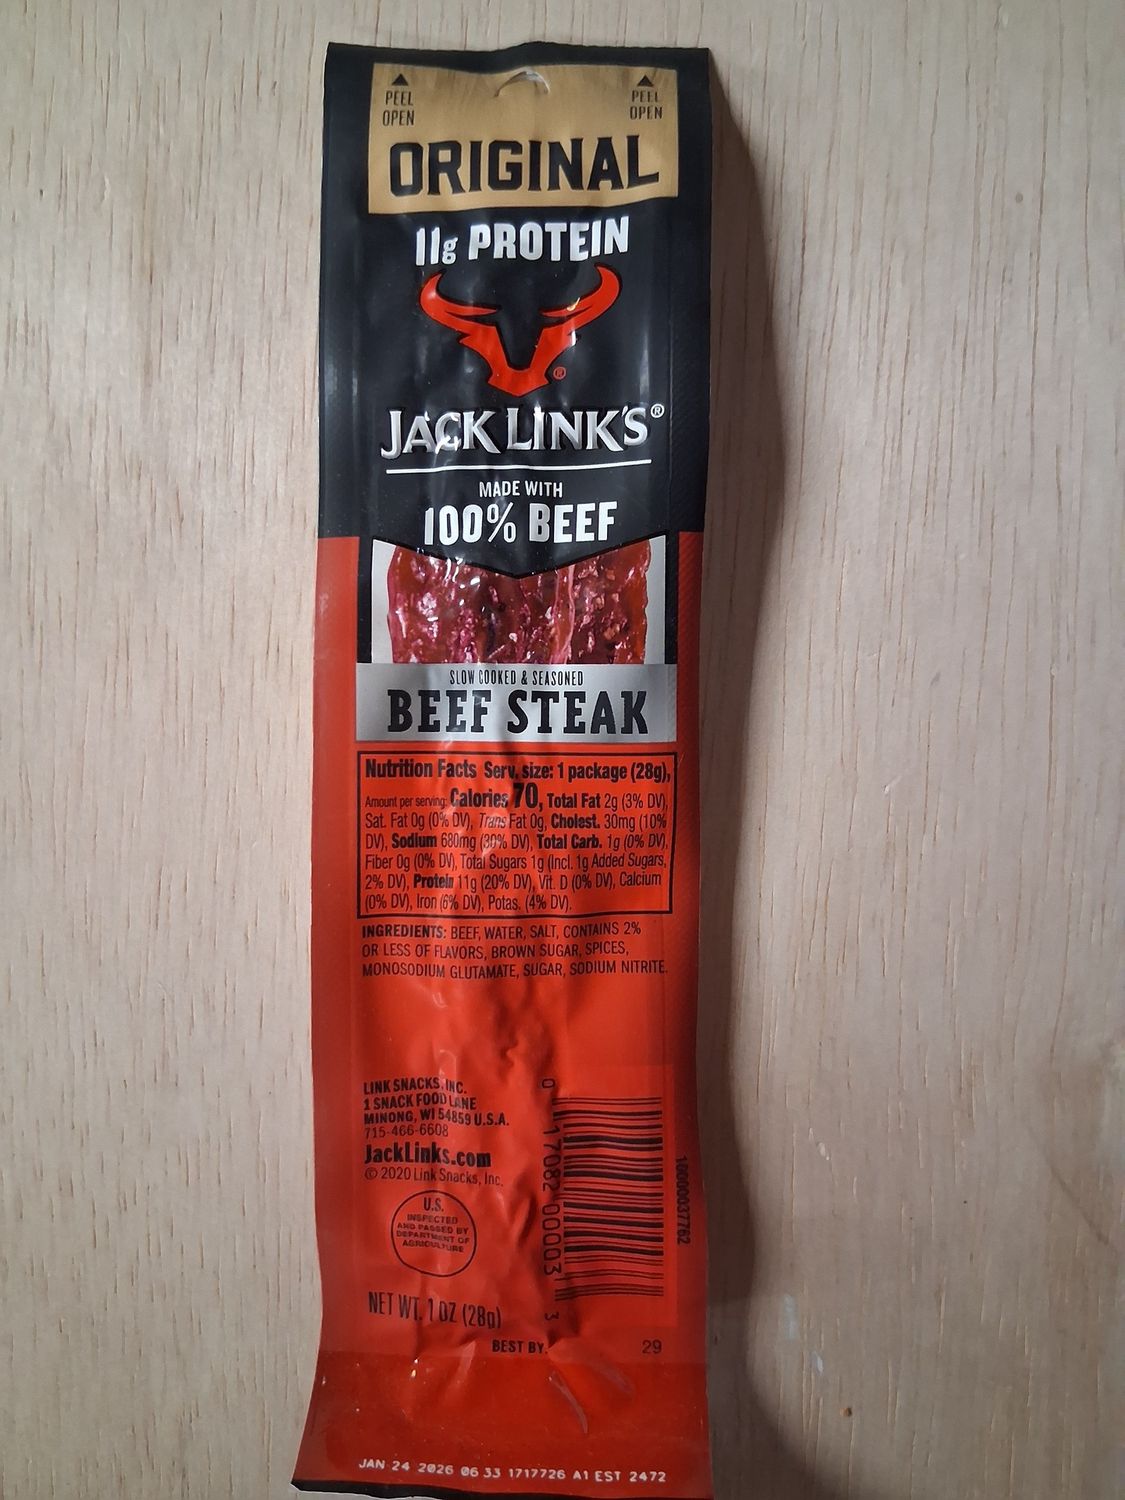 PEEL OPEN
PEEL OPEN
ORIGINAL
11g PROTEIN
®
JACK LINK'S®
MADE WITH
100% BEEF
SLOW COOKED & SEASONED
BEEF STEAK
Nutrition Facts Serv. size: 1 package (28g),
Amount per serving: Calories 70, Total Fat 2g (3% DV),
Sat. Fat 0g (0% DV), Trans Fat 0g, Cholest. 30mg (10%
DV), Sodium 680mg (30% DV), Total Carb. 1g (0% DV),
Fiber 0g (0% DV), Total Sugars 1g (Incl. 1g Added Sugars,
2% DV), Protein 11g (20% DV), Vit. D (0% DV), Calcium
(0% DV), Iron (6% DV), Potas. (4% DV).
INGREDIENTS: BEEF, WATER, SALT, CONTAINS 2%
OR LESS OF FLAVORS, BROWN SUGAR, SPICES,
MONOSODIUM GLUTAMATE, SUGAR, SODIUM NITRITE.
LINK SNACKS, INC.
1 SNACK FOOD LANE
MINONG, WI 54859 U.S.A.
715-466-6608
JackLinks.com
© 2020 Link Snacks, Inc.
U.S.
INSPECTED
AND PASSED BY
DEPARTMENT OF
AGRICULTURE
0 17082 00003 3
1000037762
NET WT. 1 OZ (28g)
BEST BY:
29
JAN 24 2026 06 33 1717726 A1 EST 2472